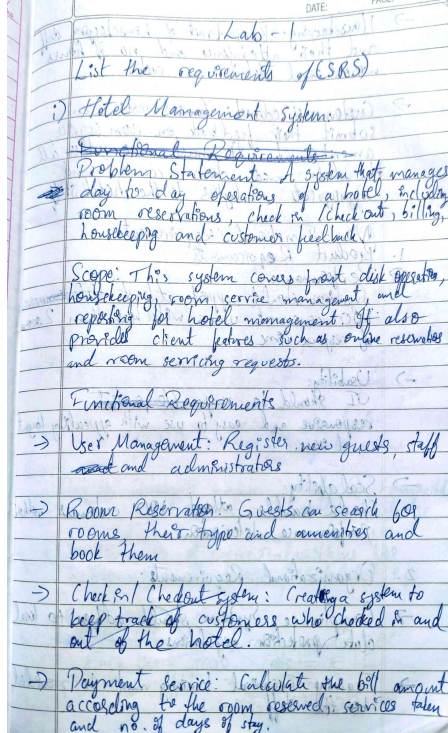 DATE:
Lab - 1
List the requirements of (SRS)
i) Hotel Management System:
Functional Requirements
Problem Statement: A system that manages
day to day operations of a hotel, including
room reservations, check in / check out, billing,
housekeeping and customer feedback.
Scope: This system covers front disk operation,
housekeeping, room service management, and
reporting for hotel management. It also
provides client fetures such as online reservation
and room servicing requests.
Functional Requirements
→ User Management: Register new guests, staff
and administrators
→ Room Reservation: Guests can search for
rooms, their type and amenities and
book them
→ Check in / Checkout system: Creating a system to
keep track of customers who checked in and
out of the hotel.
→ Payment service: Calculate the bill amount
according to the room reserved, services taken
and no. of days of stay.